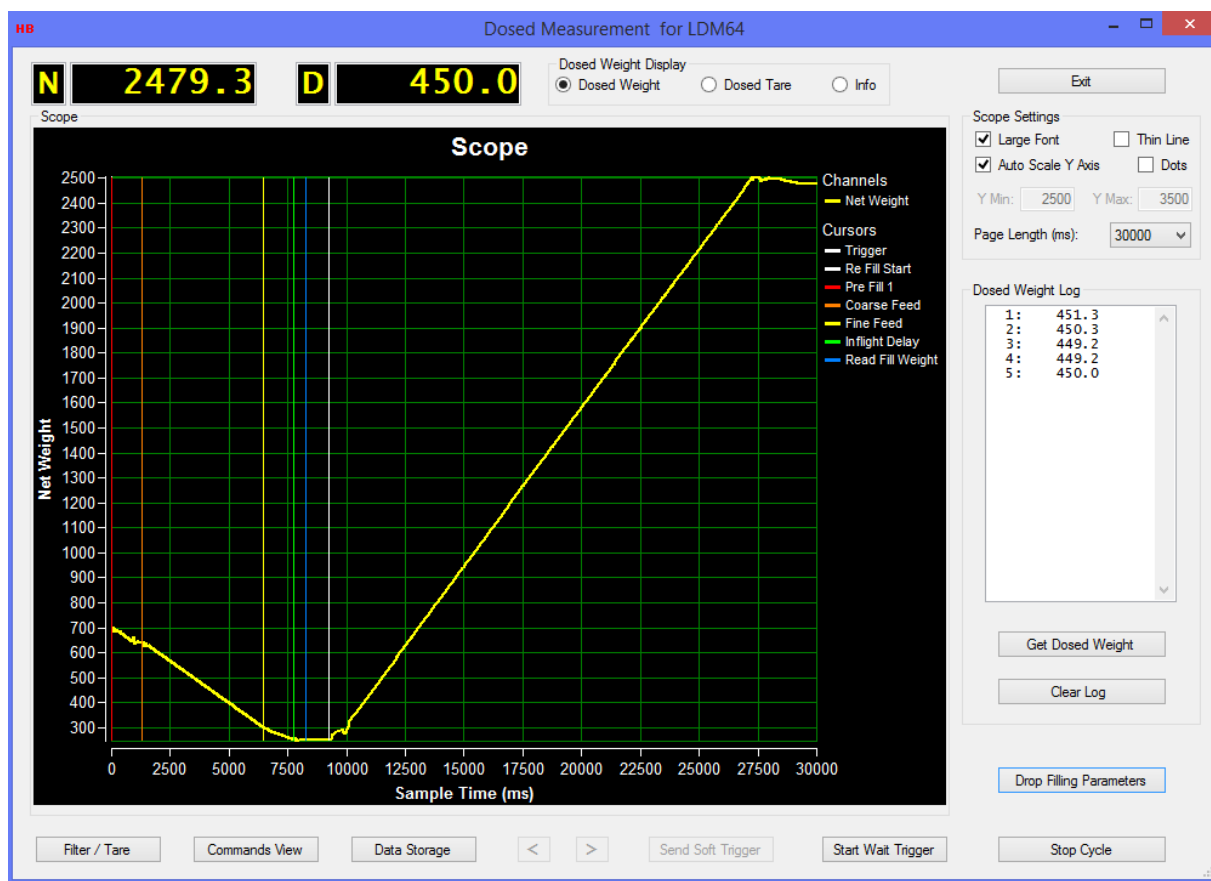 HB
Dosed Measurement for LDM64
N 2479.3 D 450.0
Dosed Weight Display
Dosed Weight Dosed Tare Info
Exit
Scope
Scope
2500
2400
2300
2200
2100
2000
1900
1800
1700
1600
1500
1400
1300
1200
1100
1000
900
800
700
600
500
400
300
Net Weight
0 2500 5000 7500 10000 12500 15000 17500 20000 22500 25000 27500 30000
Sample Time (ms)
Channels
Net Weight
Cursors
Trigger
Re Fill Start
Pre Fill 1
Coarse Feed
Fine Feed
Inflight Delay
Read Fill Weight
Scope Settings
Large Font Thin Line
Auto Scale Y Axis Dots
Y Min: 2500 Y Max: 3500
Page Length (ms): 30000
Dosed Weight Log
1: 451.3
2: 450.3
3: 449.2
4: 449.2
5: 450.0
Get Dosed Weight
Clear Log
Drop Filling Parameters
Filter / Tare Commands View Data Storage < > Send Soft Trigger Start Wait Trigger Stop Cycle